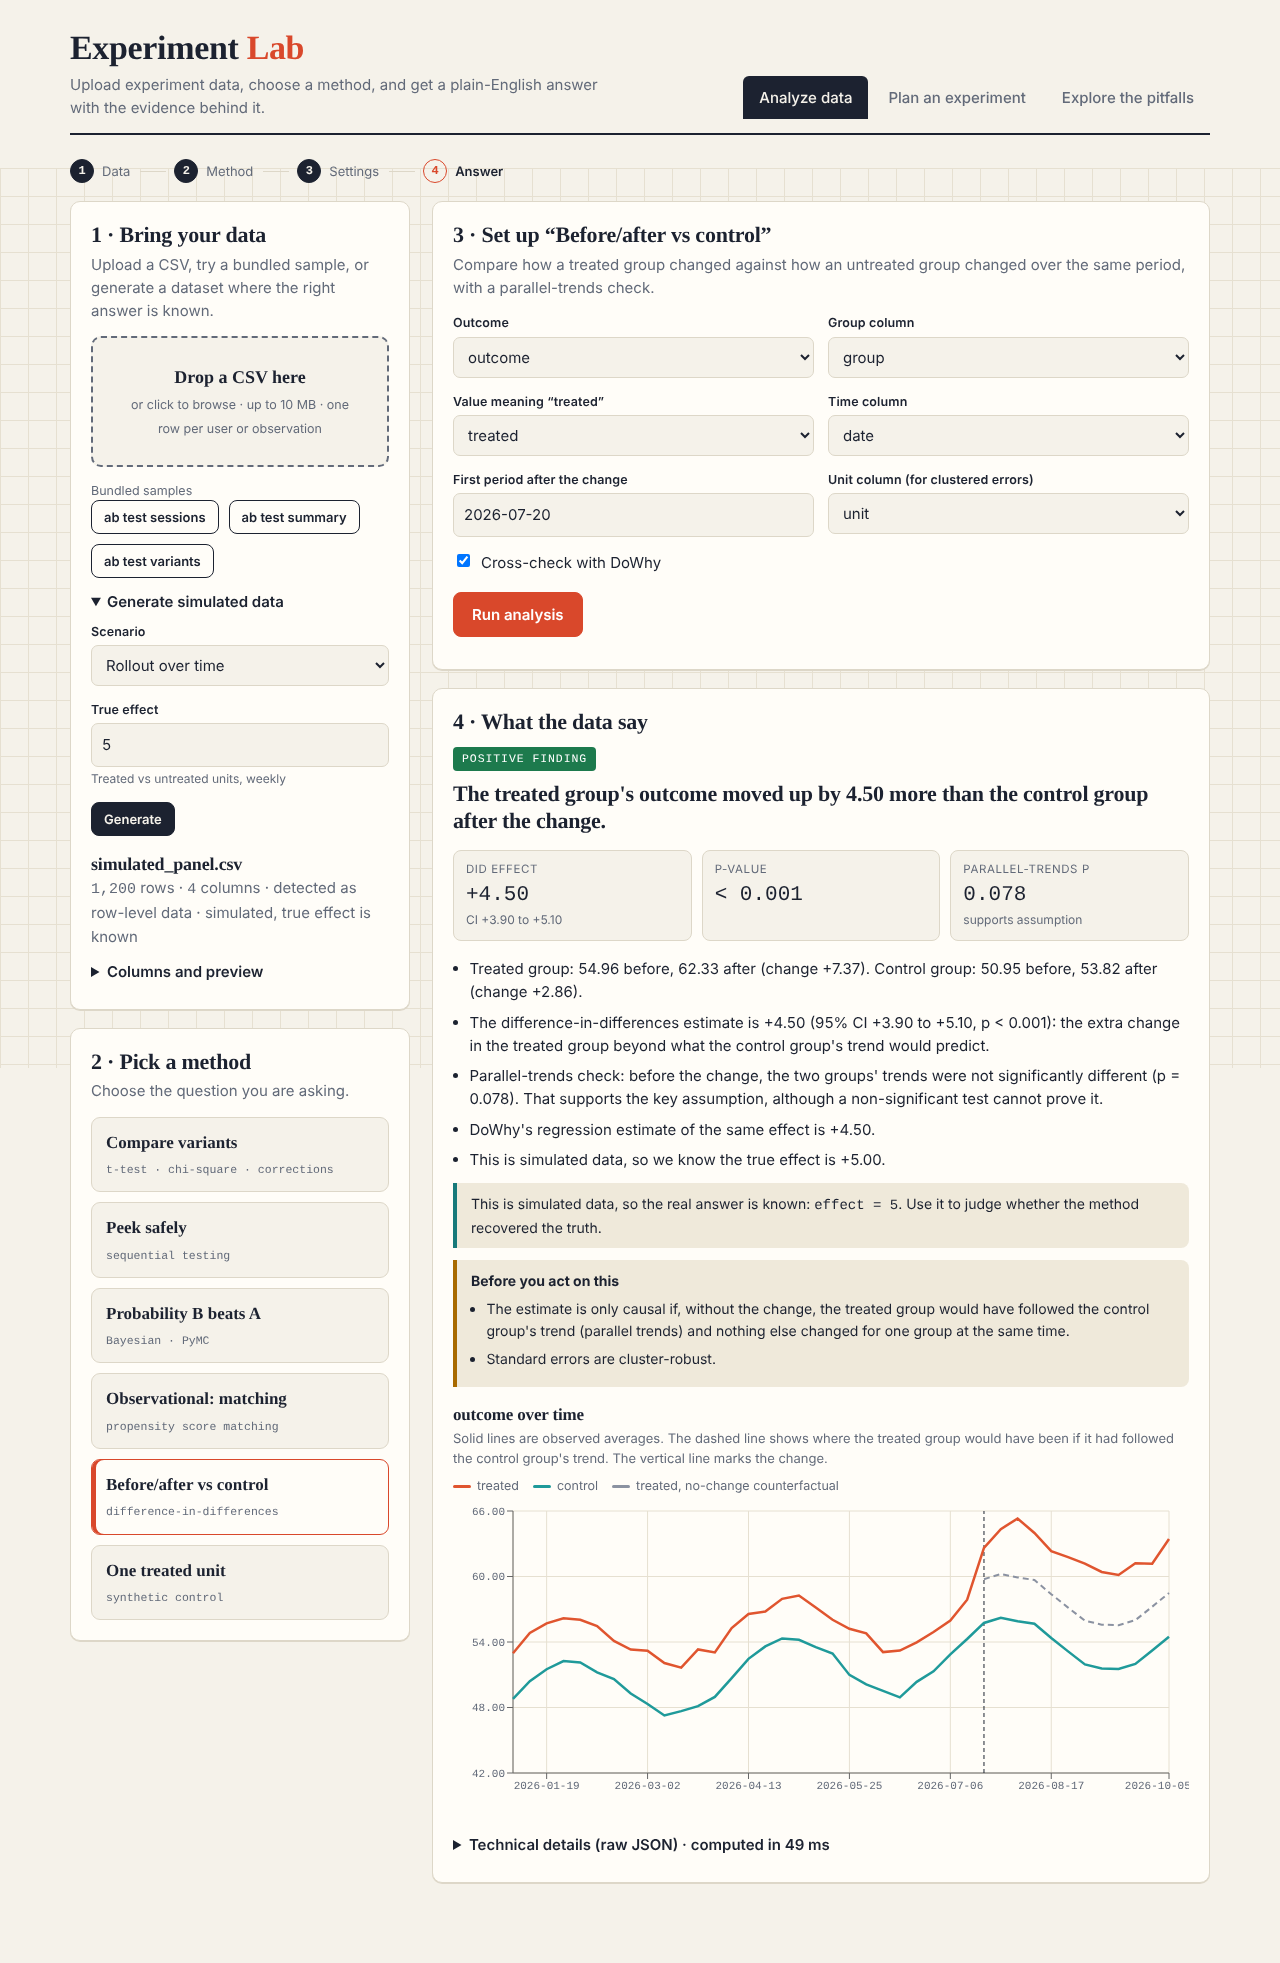 Experiment Lab
Upload experiment data, choose a method, and get a plain-English answer
with the evidence behind it.
Analyze data
Plan an experiment
Explore the pitfalls
1 Data
2 Method
3 Settings
4 Answer
1 · Bring your data
Upload a CSV, try a bundled sample, or
generate a dataset where the right
answer is known.
Drop a CSV here
or click to browse · up to 10 MB · one
row per user or observation
Bundled samples
ab test sessions
ab test summary
ab test variants
▼ Generate simulated data
Scenario
Rollout over time
True effect
5
Treated vs untreated units, weekly
Generate
simulated_panel.csv
1,200 rows · 4 columns · detected as
row-level data · simulated, true effect is
known
▶ Columns and preview
2 · Pick a method
Choose the question you are asking.
Compare variants
t-test · chi-square · corrections
Peek safely
sequential testing
Probability B beats A
Bayesian · PyMC
Observational: matching
propensity score matching
Before/after vs control
difference-in-differences
One treated unit
synthetic control
3 · Set up “Before/after vs control”
Compare how a treated group changed against how an untreated group changed over the same period,
with a parallel-trends check.
Outcome
outcome
Group column
group
Value meaning “treated”
treated
Time column
date
First period after the change
2026-07-20
Unit column (for clustered errors)
unit
Cross-check with DoWhy
Run analysis
4 · What the data say
POSITIVE FINDING
The treated group's outcome moved up by 4.50 more than the control group
after the change.
DID EFFECT
+4.50
CI +3.90 to +5.10
P-VALUE
< 0.001
PARALLEL-TRENDS P
0.078
supports assumption
• Treated group: 54.96 before, 62.33 after (change +7.37). Control group: 50.95 before, 53.82 after
(change +2.86).
• The difference-in-differences estimate is +4.50 (95% CI +3.90 to +5.10, p < 0.001): the extra change
in the treated group beyond what the control group's trend would predict.
• Parallel-trends check: before the change, the two groups' trends were not significantly different (p =
0.078). That supports the key assumption, although a non-significant test cannot prove it.
• DoWhy's regression estimate of the same effect is +4.50.
• This is simulated data, so we know the true effect is +5.00.
This is simulated data, so the real answer is known: effect = 5. Use it to judge whether the method
recovered the truth.
Before you act on this
• The estimate is only causal if, without the change, the treated group would have followed the control
group's trend (parallel trends) and nothing else changed for one group at the same time.
• Standard errors are cluster-robust.
outcome over time
Solid lines are observed averages. The dashed line shows where the treated group would have been if it had followed
the control group's trend. The vertical line marks the change.
treated
control
treated, no-change counterfactual
66.00
60.00
54.00
48.00
42.00
2026-01-19
2026-03-02
2026-04-13
2026-05-25
2026-07-06
2026-08-17
2026-10-05
▶ Technical details (raw JSON) · computed in 49 ms